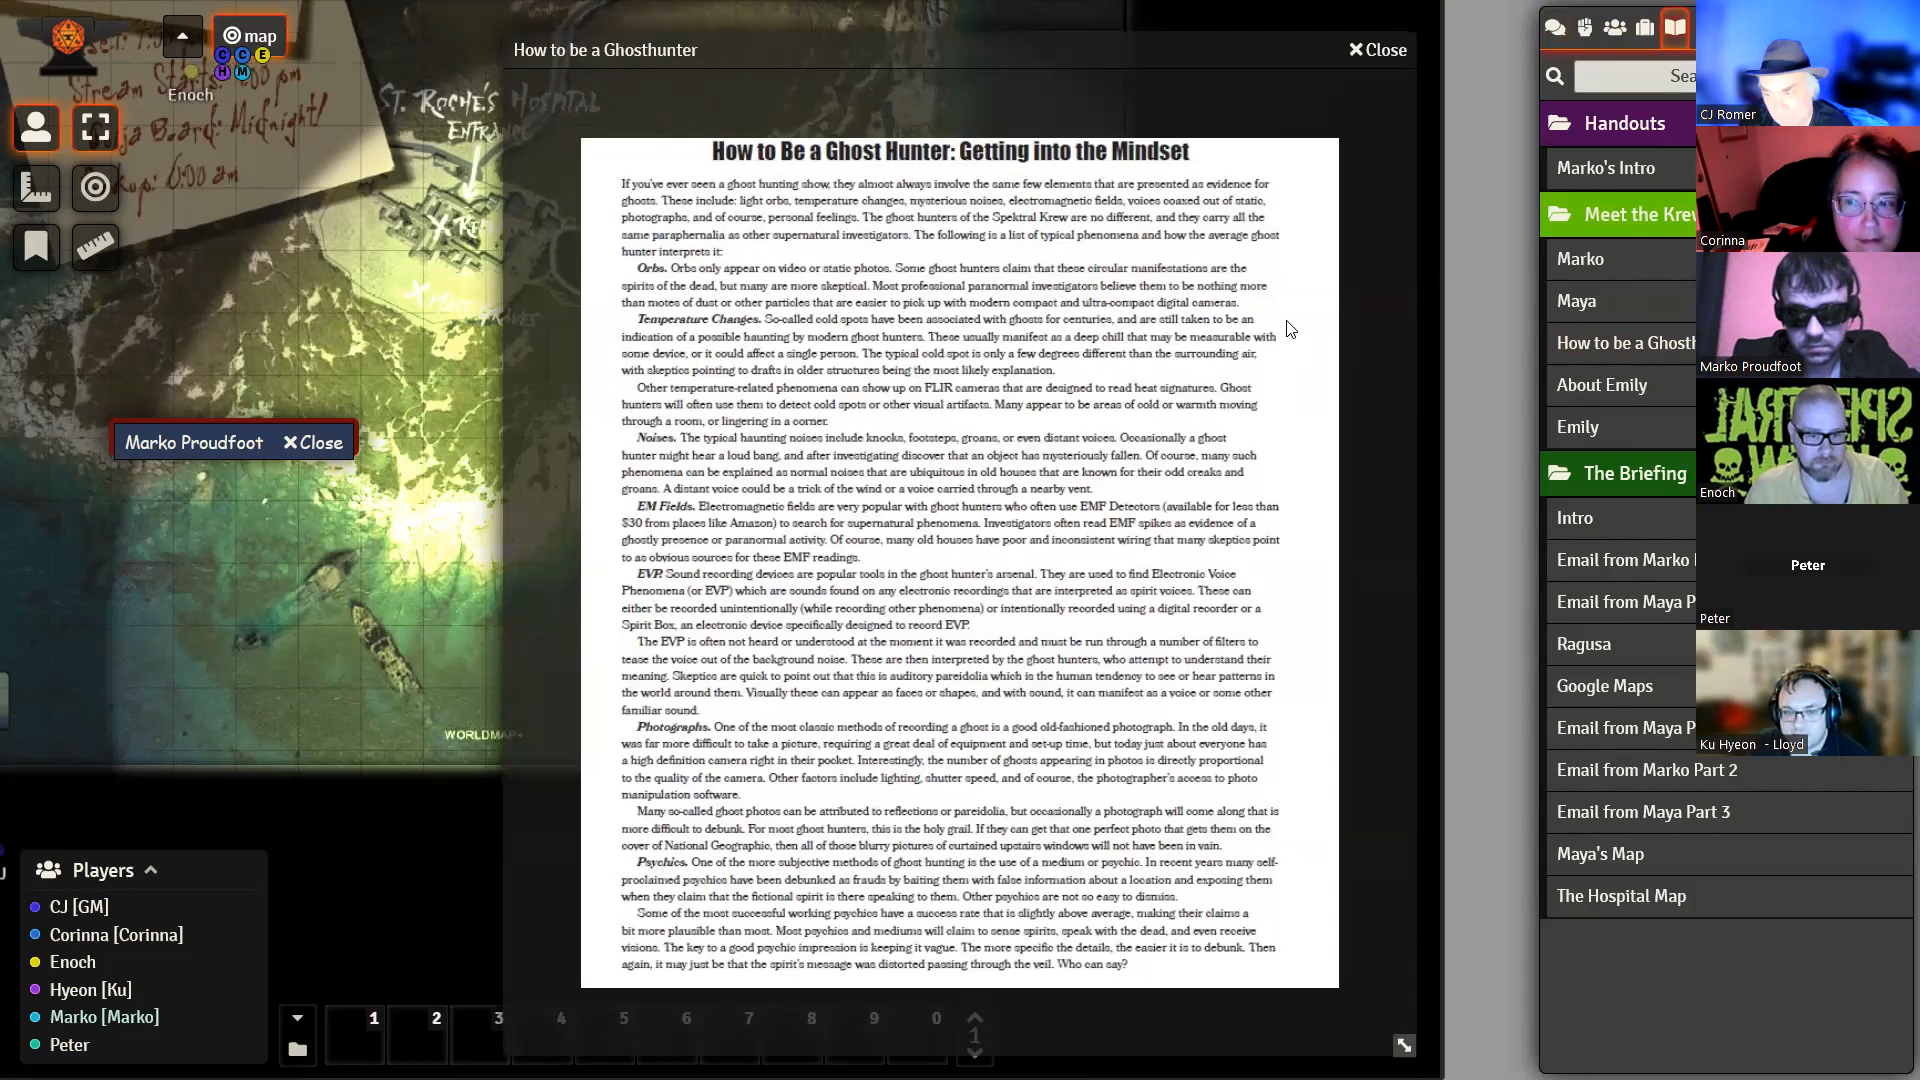 map
C C E
H M
Enoch
Stream Starts: 7:00 pm
Ouija Board: Midnight!
6:00 am
ST. ROCHE'S HOSPITAL
ENTRANCE
WORLDMAP+
Marko Proudfoot Close
How to be a Ghosthunter
Close
How to Be a Ghost Hunter: Getting into the Mindset
If you've ever seen a ghost hunting show, they almost always involve the same few elements that are presented as evidence for
ghosts. These include: light orbs, temperature changes, mysterious noises, electromagnetic fields, voices coaxed out of static,
photographs, and of course, personal feelings. The ghost hunters of the Spektral Krew are no different, and they carry all the
same paraphernalia as other supernatural investigators. The following is a list of typical phenomena and how the average ghost
hunter interprets it:
Orbs. Orbs only appear on video or static photos. Some ghost hunters claim that these circular manifestations are the
spirits of the dead, but many are more skeptical. Most professional paranormal investigators believe them to be nothing more
than motes of dust or other particles that are easier to pick up with modern compact and ultra-compact digital cameras.
Temperature Changes. So-called cold spots have been associated with ghosts for centuries, and are still taken to be an
indication of a possible haunting by modern ghost hunters. These usually manifest as a deep chill that may be measurable with
some device, or it could affect a single person. The typical cold spot is only a few degrees different than the surrounding air,
with skeptics pointing to drafts in older structures being the most likely explanation.
Other temperature-related phenomena can show up on FLIR cameras that are designed to read heat signatures. Ghost
hunters will often use them to detect cold spots or other visual artifacts. Many appear to be areas of cold or warmth moving
through a room, or lingering in a corner.
Noises. The typical haunting noises include knocks, footsteps, groans, or even distant voices. Occasionally a ghost
hunter might hear a loud bang, and after investigating discover that an object has mysteriously fallen. Of course, many such
phenomena can be explained as normal noises that are ubiquitous in old houses that are known for their odd creaks and
groans. A distant voice could be a trick of the wind or a voice carried through a nearby vent.
EM Fields. Electromagnetic fields are very popular with ghost hunters who often use EMF Detectors (available for less than
$30 from places like Amazon) to search for supernatural phenomena. Investigators often read EMF spikes as evidence of a
ghostly presence or paranormal activity. Of course, many old houses have poor and inconsistent wiring that many skeptics point
to as obvious sources for these EMF readings.
EVP. Sound recording devices are popular tools in the ghost hunter's arsenal. They are used to find Electronic Voice
Phenomena (or EVP) which are sounds found on any electronic recordings that are interpreted as spirit voices. These can
either be recorded unintentionally (while recording other phenomena) or intentionally recorded using a digital recorder or a
Spirit Box, an electronic device specifically designed to record EVP.
The EVP is often not heard or understood at the moment it was recorded and must be run through a number of filters to
tease the voice out of the background noise. These are then interpreted by the ghost hunters, who attempt to understand their
meaning. Skeptics are quick to point out that this is auditory pareidolia which is the human tendency to see or hear patterns in
the world around them. Visually these can appear as faces or shapes, and with sound, it can manifest as a voice or some other
familiar sound.
Photographs. One of the most classic methods of recording a ghost is a good old-fashioned photograph. In the old days, it
was far more difficult to take a picture, requiring a great deal of equipment and set-up time, but today just about everyone has
a high definition camera right in their pocket. Interestingly, the number of ghosts appearing in photos is directly proportional
to the quality of the camera. Other factors include lighting, shutter speed, and of course, the photographer's access to photo
manipulation software.
Many so-called ghost photos can be attributed to reflections or pareidolia, but occasionally a photograph will come along that is
more difficult to debunk. For most ghost hunters, this is the holy grail. If they can get that one perfect photo that gets them on the
cover of National Geographic, then all of those blurry pictures of curtained upstairs windows will not have been in vain.
Psychics. One of the more subjective methods of ghost hunting is the use of a medium or psychic. In recent years many self-
proclaimed psychics have been debunked as frauds by baiting them with false information about a location and exposing them
when they claim that the fictional spirit is there speaking to them. Other psychics are not so easy to dismiss.
Some of the most successful working psychics have a success rate that is slightly above average, making their claims a
bit more plausible than most. Most psychics and mediums will claim to sense spirits, speak with the dead, and even receive
visions. The key to a good psychic impression is keeping it vague. The more specific the details, the easier it is to debunk. Then
again, it may just be that the spirit's message was distorted passing through the veil. Who can say?
Players
CJ [GM]
Corinna [Corinna]
Enoch
Hyeon [Ku]
Marko [Marko]
Peter
1 2 3 4 5 6 7 8 9 0
1
Sea
Handouts
Marko's Intro
Meet the Krew
Marko
Maya
How to be a Ghostl
About Emily
Emily
The Briefing
Intro
Email from Marko
Email from Maya P
Ragusa
Google Maps
Email from Maya P
Email from Marko Part 2
Email from Maya Part 3
Maya's Map
The Hospital Map
CJ Romer
Corinna
Marko Proudfoot
Enoch
Peter
Peter
Ku Hyeon - Lloyd